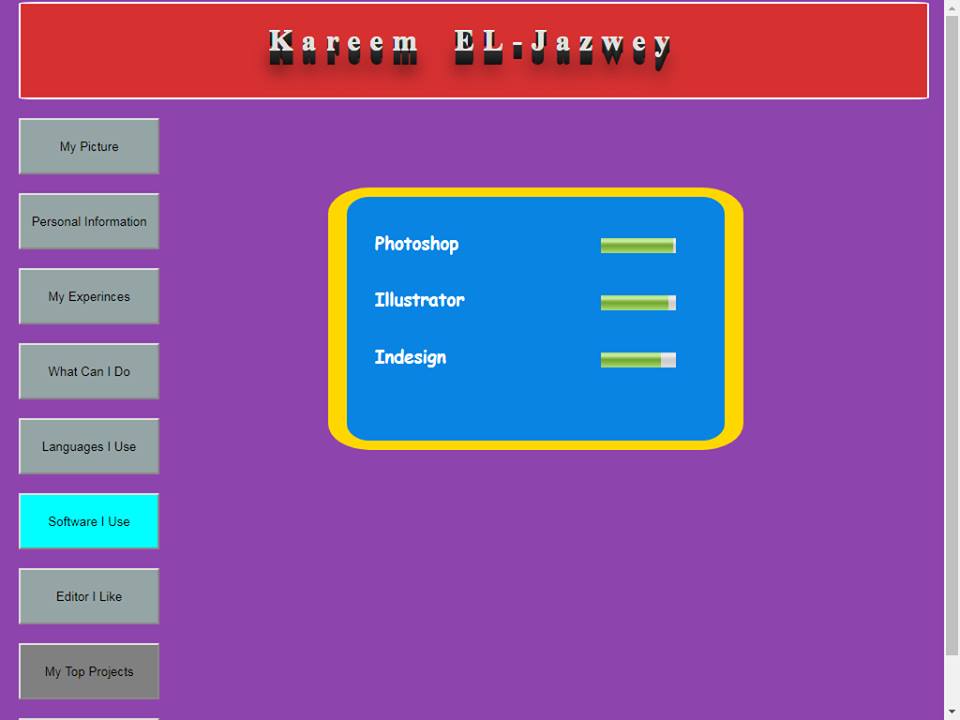 Kareem EL-Jazwey
My Picture
Personal Information
My Experinces
What Can I Do
Languages I Use
Software I Use
Editor I Like
My Top Projects
Photoshop
Illustrator
Indesign